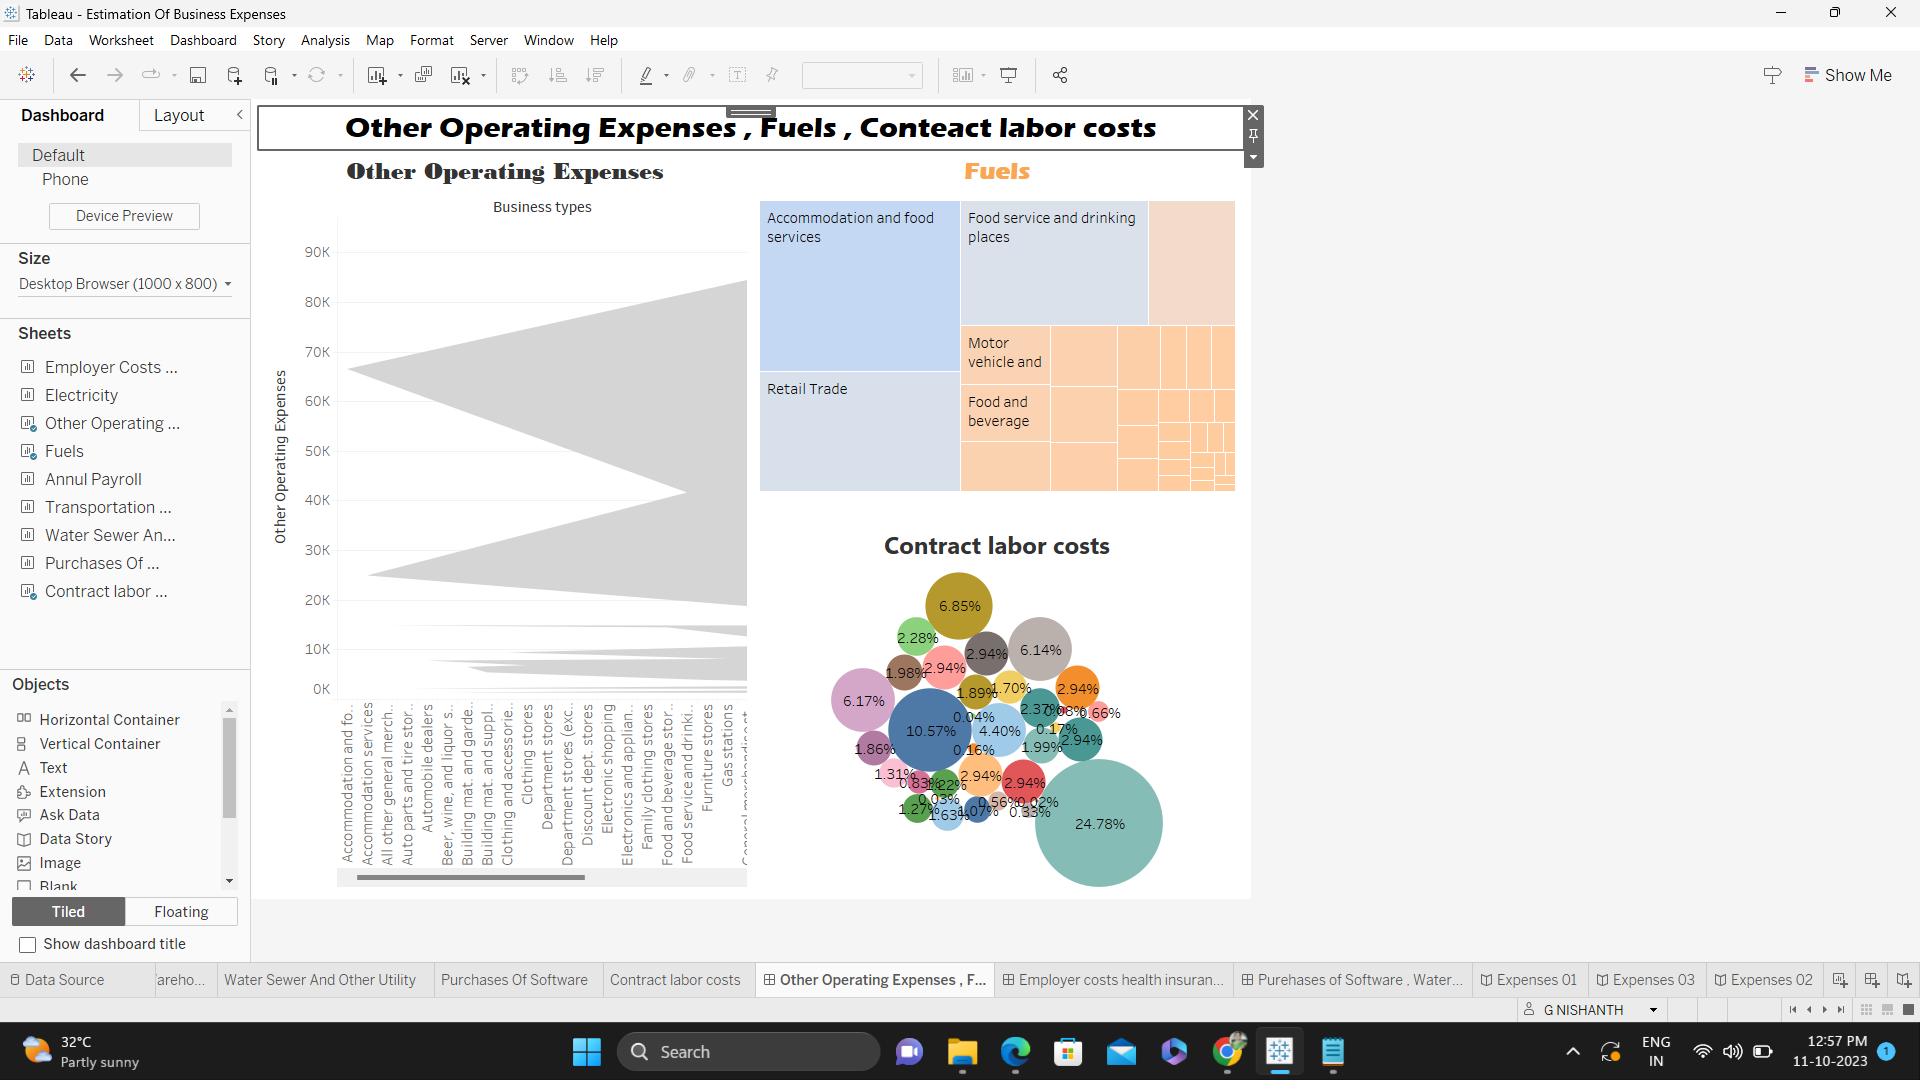 Tableau - Estimation Of Business Expenses
File Data Worksheet Dashboard Story Analysis Map Format Server Window Help
Show Me
Dashboard Layout
Default
Phone
Device Preview
Size
Desktop Browser (1000 x 800)
Sheets
Employer Costs ...
Electricity
Other Operating ...
Fuels
Annul Payroll
Transportation ...
Water Sewer An...
Purchases Of ...
Contract labor ...
Objects
Horizontal Container
Vertical Container
Text
Extension
Ask Data
Data Story
Image
Blank
Tiled Floating
Show dashboard title
Other Operating Expenses , Fuels , Conteact labor costs
Other Operating Expenses
Business types
Other Operating Expenses
90K
80K
70K
60K
50K
40K
30K
20K
10K
0K
Accommodation and fo..
Accommodation services
All other general merch..
Auto parts and tire stor..
Automobile dealers
Beer, wine, and liquor s..
Building mat. and garde..
Building mat. and suppl..
Clothing and accessorie..
Clothing stores
Department stores
Department stores (exc..
Discount dept. stores
Electronic shopping
Electronics and applian..
Family clothing stores
Food and beverage stor..
Food service and drinki..
Furniture stores
Gas stations
Fuels
Accommodation and food
services
Food service and drinking
places
Motor
vehicle and
Retail Trade
Food and
beverage
Contract labor costs
6.85%
2.28%
2.94%
6.14%
1.98%
2.94%
1.89%
1.70%
2.94%
6.17%
2.37%
0.08%
0.66%
0.04%
10.57%
4.40%
0.17%
2.94%
1.86%
0.16%
1.99%
1.31%
0.83%
1.22%
2.94%
2.94%
0.03%
0.56%
0.02%
1.27%
1.63%
1.07%
0.33%
24.78%
Data Source areho... Water Sewer And Other Utility Purchases Of Software Contract labor costs Other Operating Expenses , F... Employer costs health insuran... Purehases of Software , Water... Expenses 01 Expenses 03 Expenses 02
G NISHANTH
32°C
Partly sunny
Search
ENG
IN
12:57 PM
11-10-2023
1